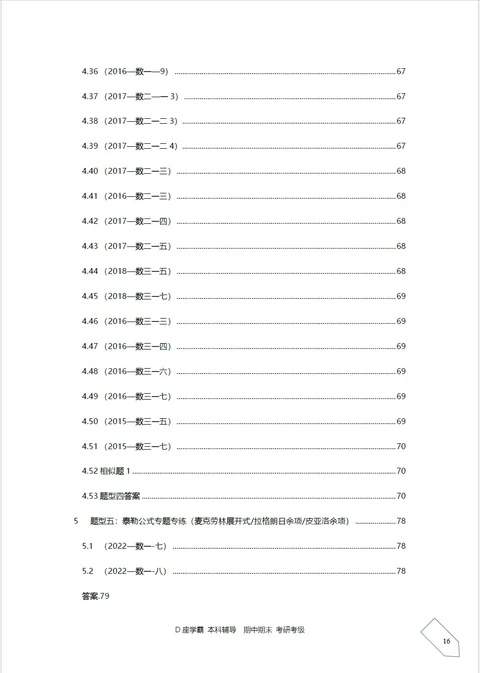 4.36（2016—数一—9）67
4.37（2017—数二—一 3）67
4.38（2017—数二一二 3）67
4.39（2017—数二一二 4）67
4.40（2017—数二一三）68
4.41（2016—数二一三）68
4.42（2017—数二一四）68
4.43（2017—数二一五）68
4.44（2018—数三一五）68
4.45（2018—数三一七）69
4.46（2016—数三一三）69
4.47（2016—数三一四）69
4.48（2016—数三一六）69
4.49（2016—数三一七）69
4.50（2015—数三一五）69
4.51（2015—数三一七）70
4.52 相似题 1 70
4.53 题型四答案 70
5 题型五：泰勒公式专题专练（麦克劳林展开式/拉格朗日余项/皮亚洛余项）78
5.1 （2022—数一-七）78
5.2 （2022—数一-八）78
答案.79
D 座学霸 本科辅导 期中期末 考研考级
16